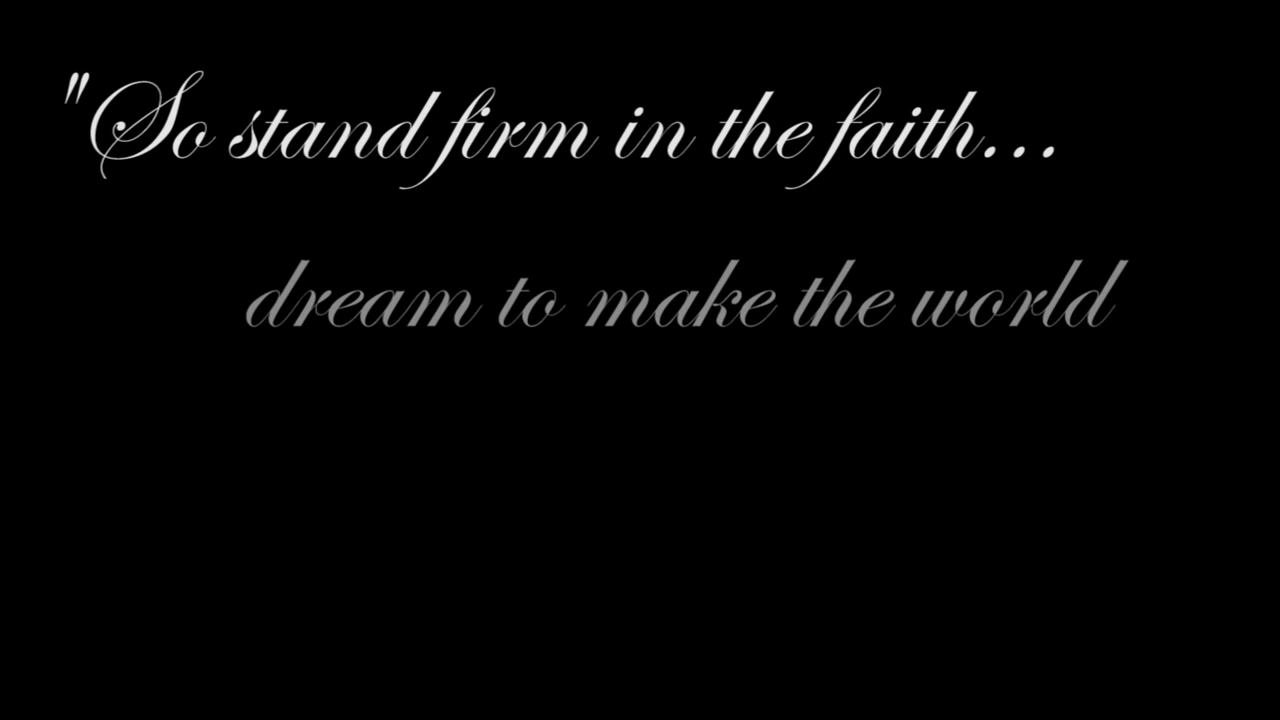 "So stand firm in the faith...
dream to make the world